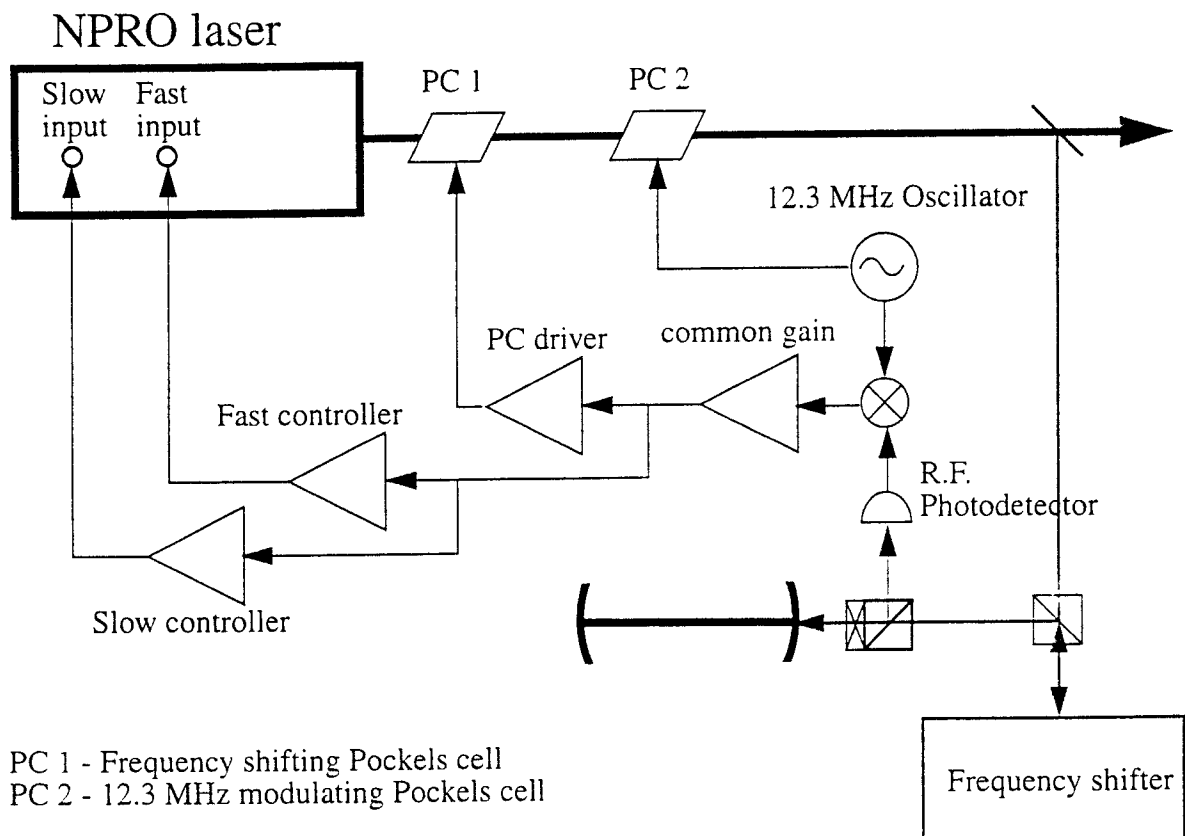 NPRO laser
Slow input
Fast input
PC 1
PC 2
12.3 MHz Oscillator
PC driver
common gain
Fast controller
R.F. Photodetector
Slow controller
PC 1 - Frequency shifting Pockels cell
PC 2 - 12.3 MHz modulating Pockels cell
Frequency shifter